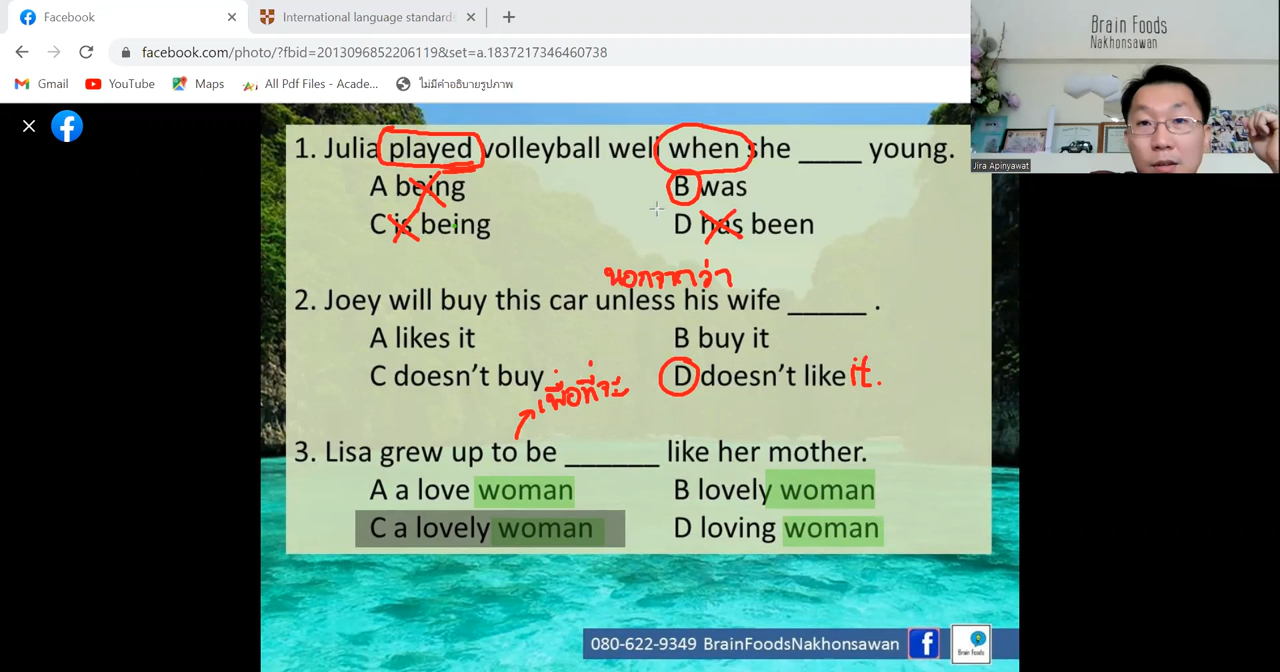 Facebook
International language standards
facebook.com/photo/?fbid=2013096852206119&set=a.1837217346460738
Gmail YouTube Maps All Pdf Files - Acade... ไม่มีคำอธิบายรูปภาพ
Brain Foods
Nakhonsawan
Jira Apinyawat
1. Julia played volleyball well when she ____ young.
A being B was
C is being D has been
นอกจากว่า
2. Joey will buy this car unless his wife _____ .
A likes it B buy it
C doesn't buy D doesn't like it.
เพื่อที่จะ
3. Lisa grew up to be ______ like her mother.
A a love woman B lovely woman
C a lovely woman D loving woman
080-622-9349 BrainFoodsNakhonsawan
Brain Foods